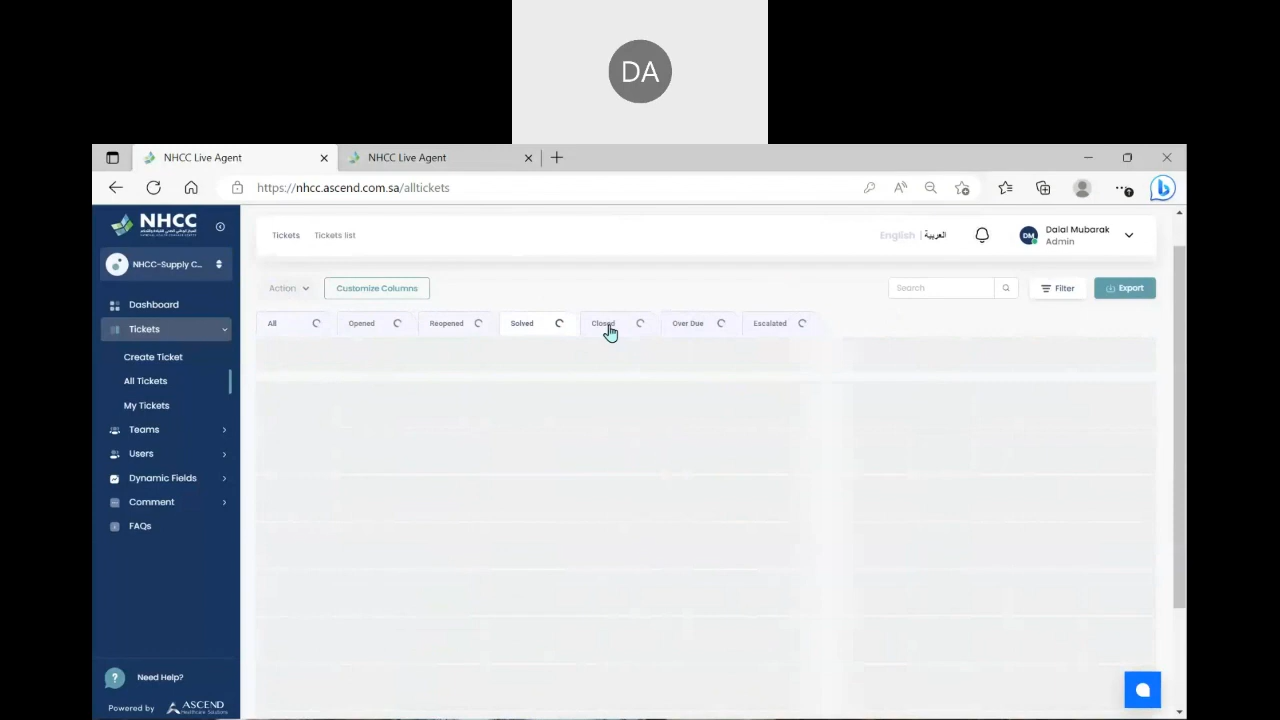 DA
NHCC Live Agent
NHCC Live Agent
https://nhcc.ascend.com.sa/alltickets
NHCC
Tickets
Tickets list
English | العربية
DM
Dalal Mubarak
Admin
NHCC-Supply C...
Action
Customize Columns
Search
Filter
Export
Dashboard
All
Opened
Reopened
Solved
Closed
Over Due
Escalated
Tickets
Create Ticket
All Tickets
My Tickets
Teams
Users
Dynamic Fields
Comment
FAQs
? Need Help?
Powered by ASCEND
Healthcare Solutions